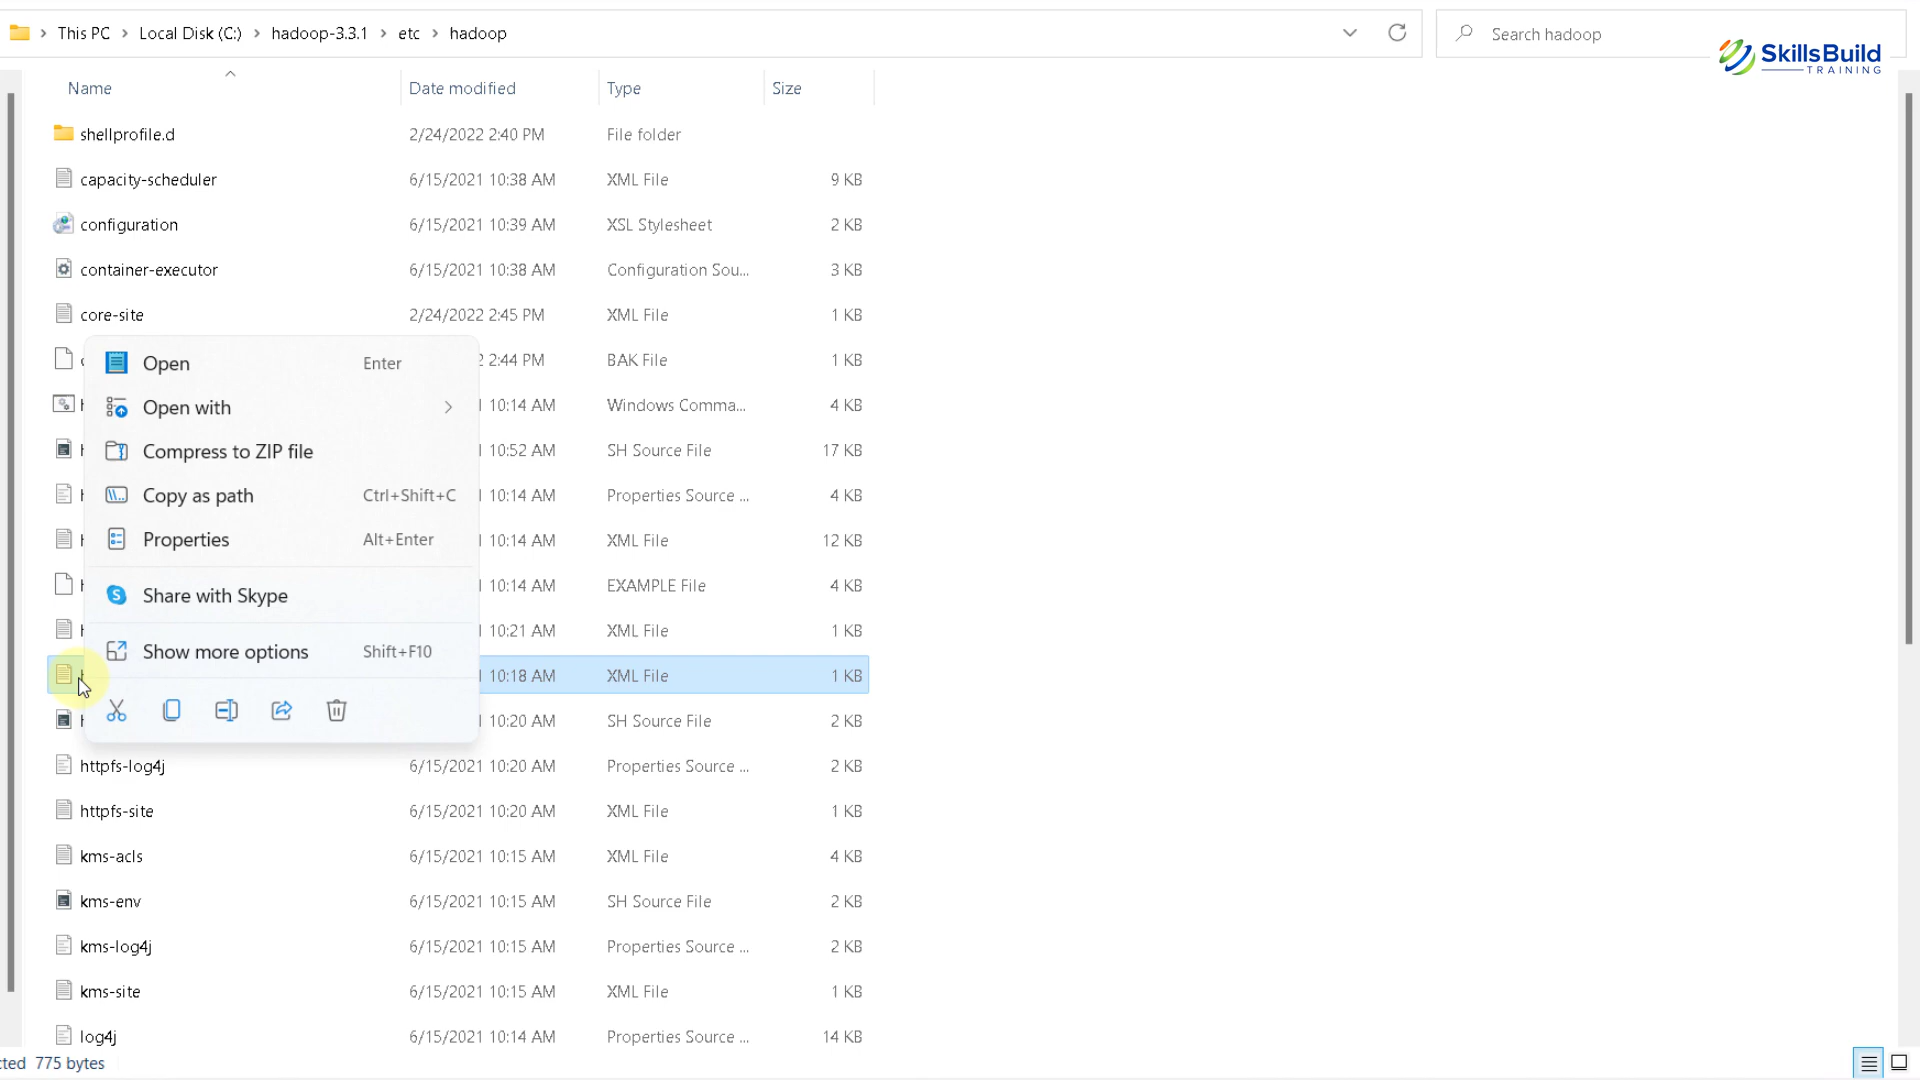 This PC > Local Disk (C:) > hadoop-3.3.1 > etc > hadoop
Search hadoop
SkillsBuild
TRAINING
Name Date modified Type Size
shellprofile.d 2/24/2022 2:40 PM File folder
capacity-scheduler 6/15/2021 10:38 AM XML File 9 KB
configuration 6/15/2021 10:39 AM XSL Stylesheet 2 KB
container-executor 6/15/2021 10:38 AM Configuration Sou... 3 KB
core-site 2/24/2022 2:45 PM XML File 1 KB
2:44 PM BAK File 1 KB
10:14 AM Windows Comma... 4 KB
10:52 AM SH Source File 17 KB
10:14 AM Properties Source ... 4 KB
10:14 AM XML File 12 KB
10:14 AM EXAMPLE File 4 KB
10:21 AM XML File 1 KB
10:18 AM XML File 1 KB
10:20 AM SH Source File 2 KB
Open Enter
Open with
Compress to ZIP file
Copy as path Ctrl+Shift+C
Properties Alt+Enter
Share with Skype
Show more options Shift+F10
httpfs-log4j 6/15/2021 10:20 AM Properties Source ... 2 KB
httpfs-site 6/15/2021 10:20 AM XML File 1 KB
kms-acls 6/15/2021 10:15 AM XML File 4 KB
kms-env 6/15/2021 10:15 AM SH Source File 2 KB
kms-log4j 6/15/2021 10:15 AM Properties Source ... 2 KB
kms-site 6/15/2021 10:15 AM XML File 1 KB
log4j 6/15/2021 10:14 AM Properties Source ... 14 KB
cted 775 bytes